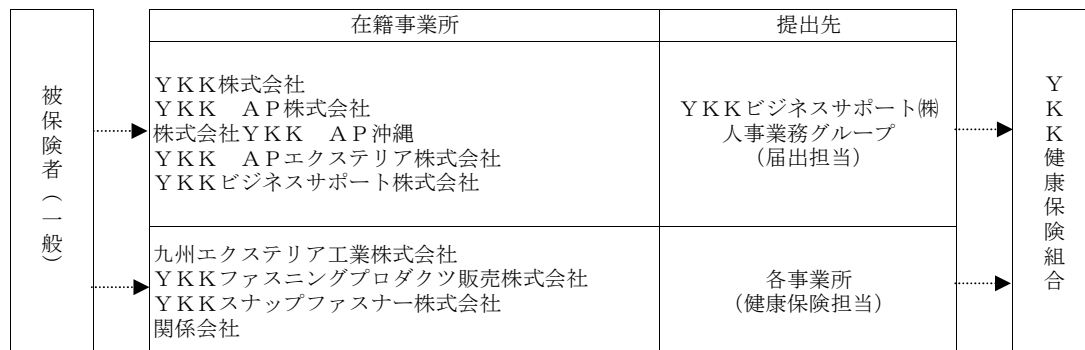 被保険者(一般)
在籍事業所
提出先
YKK株式会社
YKK AP株式会社
株式会社YKK AP沖縄
YKK APエクステリア株式会社
YKKビジネスサポート株式会社
YKKビジネスサポート㈱
人事業務グループ
(届出担当)
九州エクステリア工業株式会社
YKKファスニングプロダクツ販売株式会社
YKKスナップファスナー株式会社
関係会社
各事業所
(健康保険担当)
YKK健康保険組合